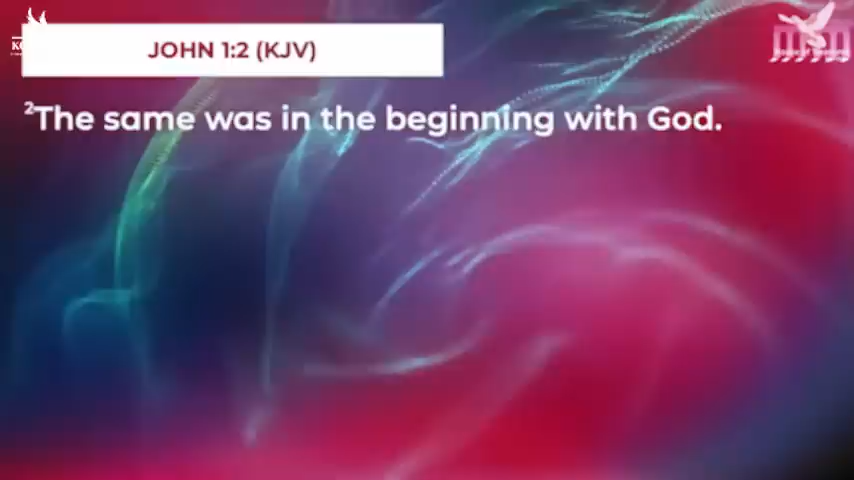 JOHN 1:2 (KJV)
²The same was in the beginning with God.